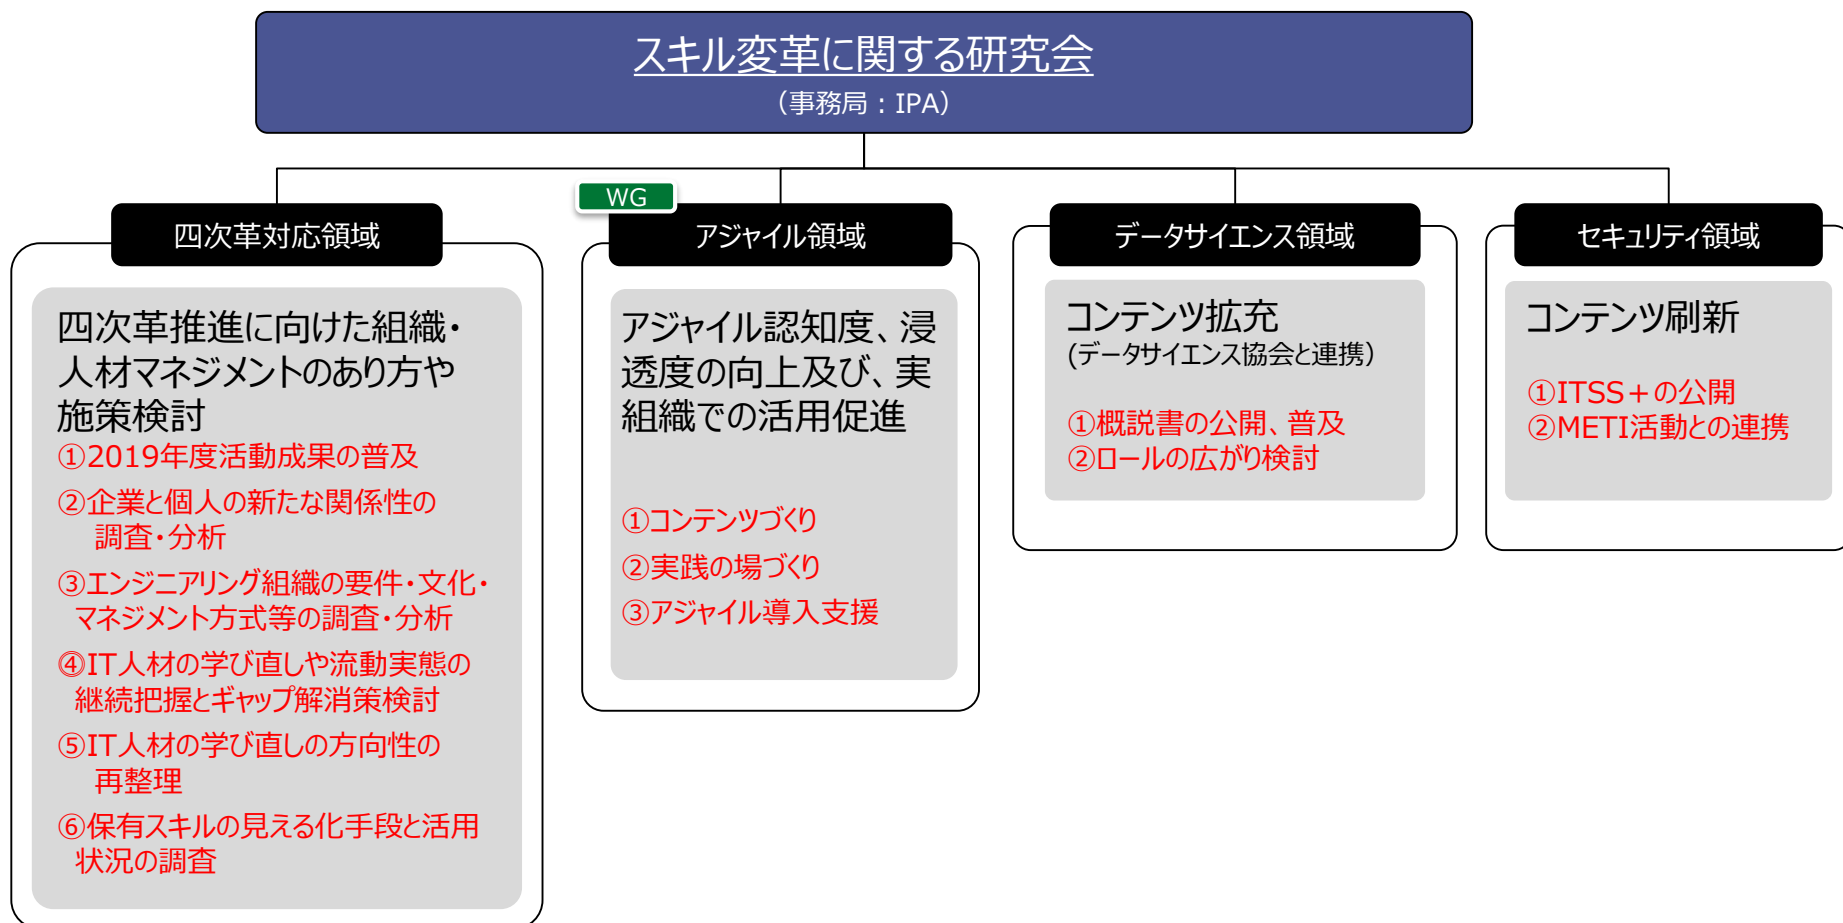 スキル変革に関する研究会
（事務局：IPA）
四次革対応領域
四次革推進に向けた組織・
人材マネジメントのあり方や
施策検討
①2019年度活動成果の普及
②企業と個人の新たな関係性の
調査・分析
③エンジニアリング組織の要件・文化・
マネジメント方式等の調査・分析
④IT人材の学び直しや流動実態の
継続把握とギャップ解消策検討
⑤IT人材の学び直しの方向性の
再整理
⑥保有スキルの見える化手段と活用
状況の調査
WG
アジャイル領域
アジャイル認知度、浸
透度の向上及び、実
組織での活用促進
①コンテンツづくり
②実践の場づくり
③アジャイル導入支援
データサイエンス領域
コンテンツ拡充
(データサイエンス協会と連携）
①概説書の公開、普及
②ロールの広がり検討
セキュリティ領域
コンテンツ刷新
①ITSS＋の公開
②METI活動との連携